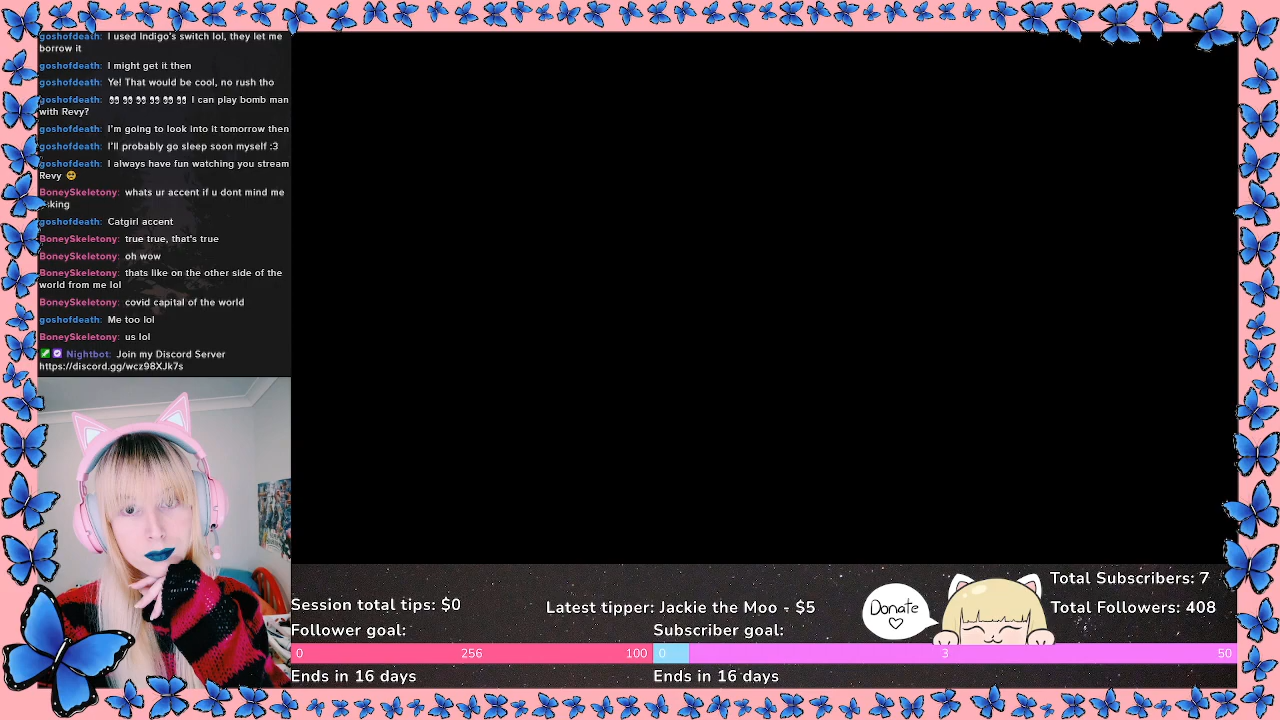 goshofdeath: I used Indigo's switch lol, they let me
borrow it
goshofdeath: I might get it then
goshofdeath: Ye! That would be cool, no rush tho
goshofdeath: 👀 👀 👀 👀 👀 👀 I can play bomb man
with Revy?
goshofdeath: I'm going to look into it tomorrow then
goshofdeath: I'll probably go sleep soon myself :3
goshofdeath: I always have fun watching you stream
Revy 🥺
BoneySkeletony: whats ur accent if u dont mind me
asking
goshofdeath: Catgirl accent
BoneySkeletony: true true, that's true
BoneySkeletony: oh wow
BoneySkeletony: thats like on the other side of the
world from me lol
BoneySkeletony: covid capital of the world
goshofdeath: Me too lol
BoneySkeletony: us lol
Nightbot: Join my Discord Server
https://discord.gg/wcz98XJk7s
Session total tips: $0
Latest tipper: Jackie the Moo - $5
Donate
Total Subscribers: 7
Total Followers: 408
Follower goal:
Subscriber goal:
0 256 100
0 3 50
Ends in 16 days
Ends in 16 days